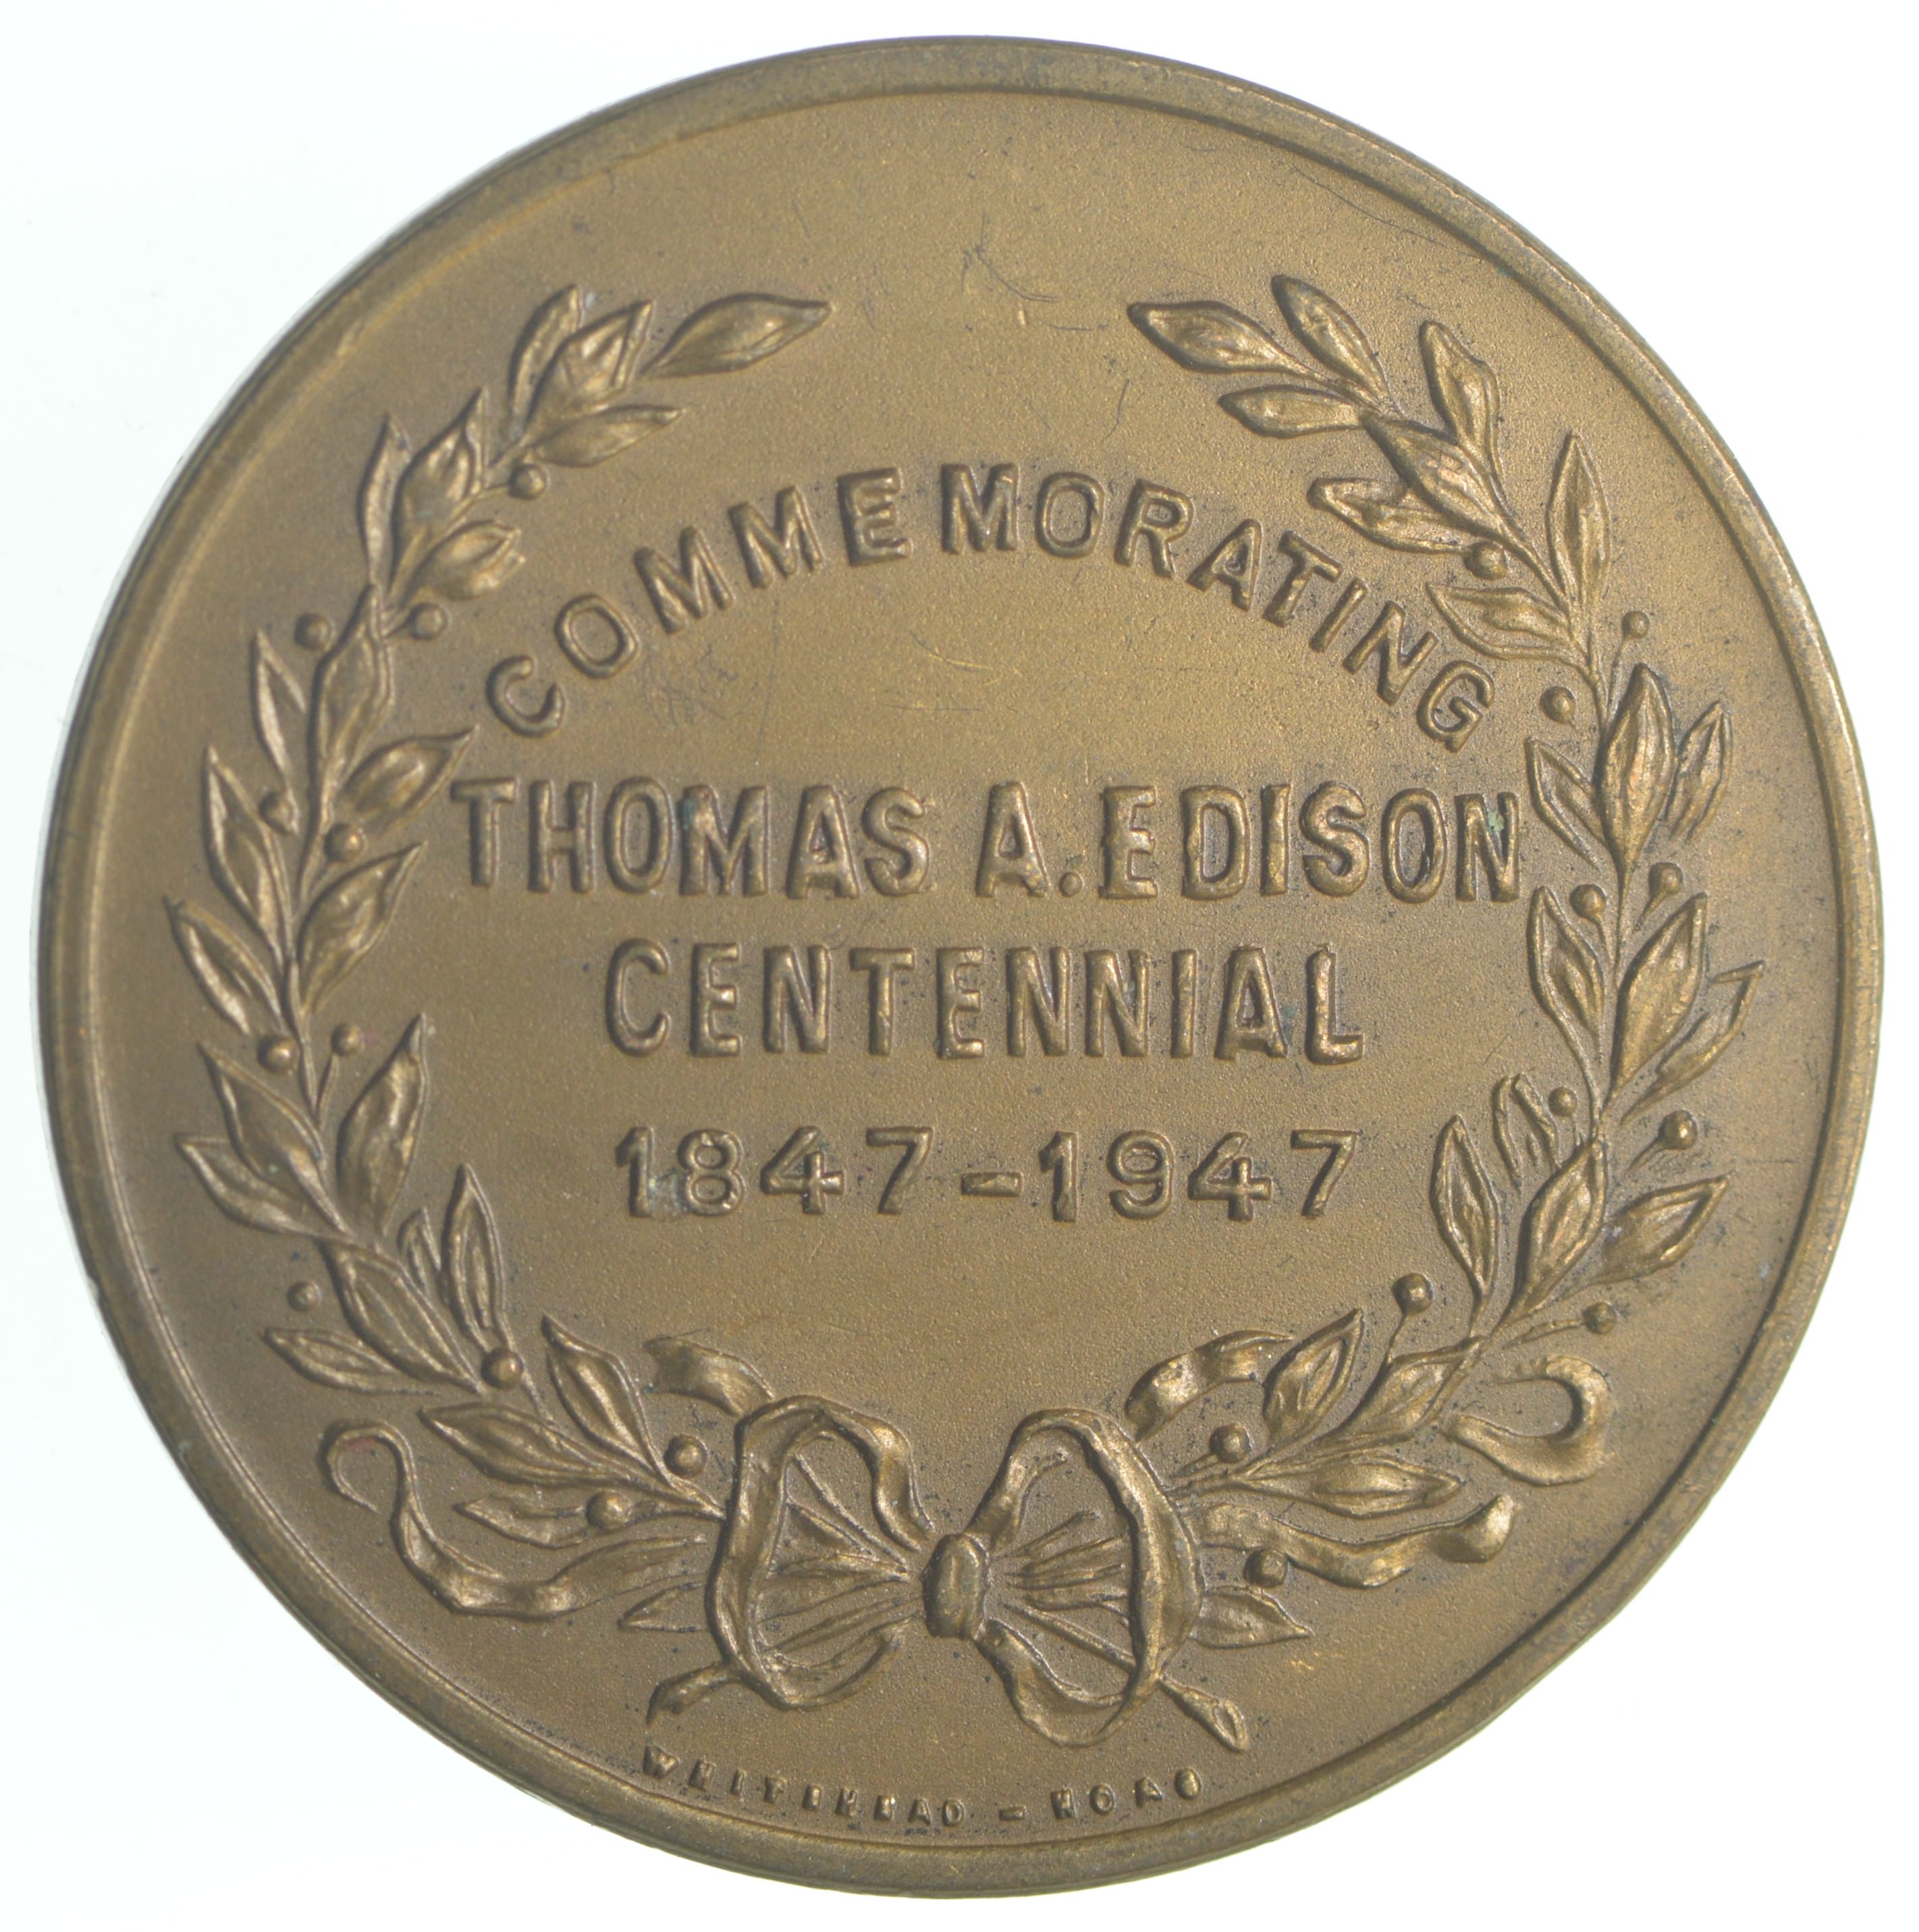 COMMEMORATING
THOMAS A. EDISON
CENTENNIAL
1847-1947
WHITEHEAD - HOAG